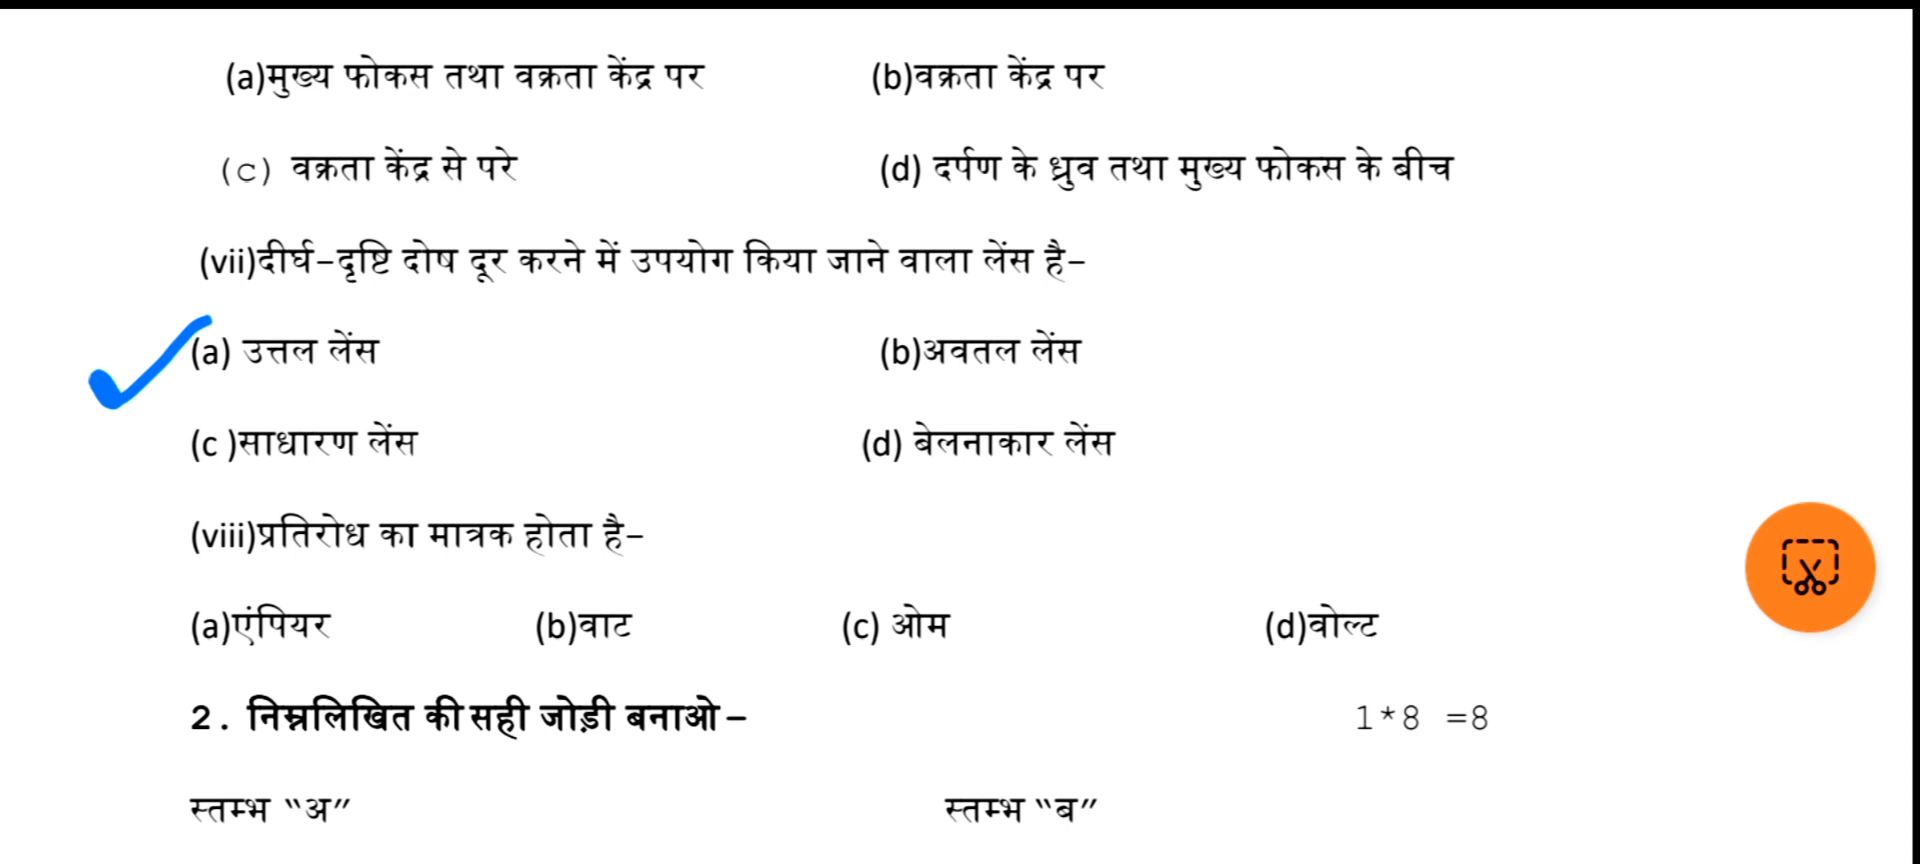 (a)मुख्य फोकस तथा वक्रता केंद्र पर (b)वक्रता केंद्र पर
(c) वक्रता केंद्र से परे (d) दर्पण के ध्रुव तथा मुख्य फोकस के बीच
(vii)दीर्घ-दृष्टि दोष दूर करने में उपयोग किया जाने वाला लेंस है-
(a) उत्तल लेंस (b)अवतल लेंस
(c )साधारण लेंस (d) बेलनाकार लेंस
(viii)प्रतिरोध का मात्रक होता है-
(a)एंपियर (b)वाट (c) ओम (d)वोल्ट
2. निम्नलिखित की सही जोड़ी बनाओ- 1*8 =8
स्तम्भ "अ" स्तम्भ "ब"